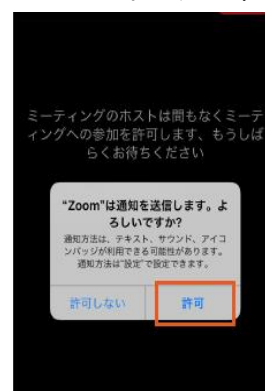 ミーティングのホストは間もなくミーテ
ィングへの参加を許可します、もうしば
らくお待ちください
“Zoom”は通知を送信します。よ
ろしいですか?
通知方法は、テキスト、サウンド、アイコ
ンバッジが利用できる可能性があります。
通知方法は“設定”で設定できます。
許可しない
許可